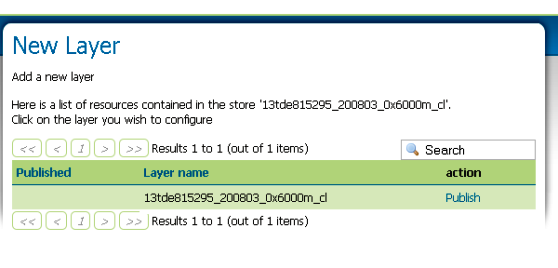 New Layer
Add a new layer
Here is a list of resources contained in the store '13tde815295_200803_0x6000m_cl'.
Click on the layer you wish to configure
<< < 1 > >> Results 1 to 1 (out of 1 items) Search
Published Layer name action
13tde815295_200803_0x6000m_cl Publish
<< < 1 > >> Results 1 to 1 (out of 1 items)